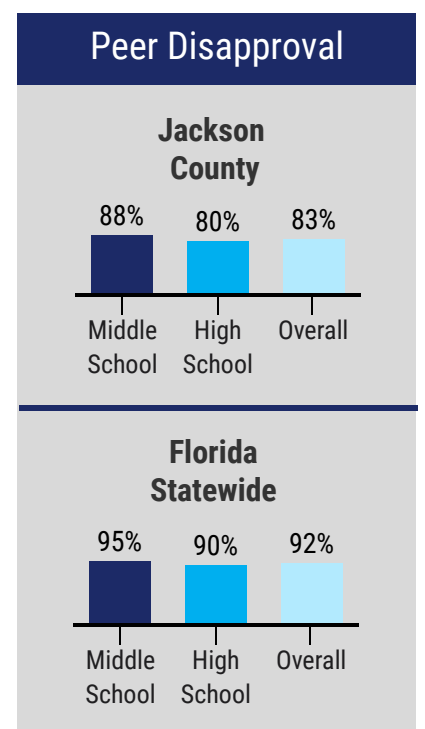 Peer Disapproval
Jackson
County
88% 80% 83%
Middle High Overall
School School
Florida
Statewide
95% 90% 92%
Middle High Overall
School School